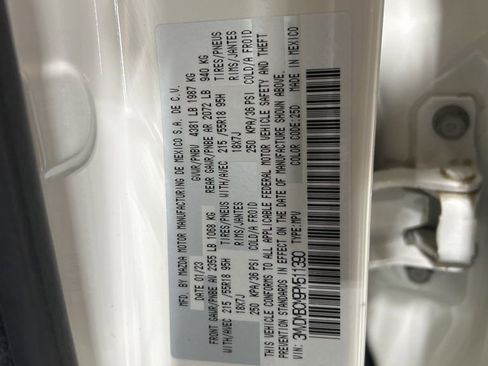 MFD. BY MAZDA MOTOR MANUFACTURING DE MEXICO S.A. DE C.V.
DATE 01/23 GVWR/PNBV 4381 LB 1987 KG
FRONT GAWR/PNBE AV 2355 LB 1068 KG REAR GAWR/PNBE AR 2072 LB 940 KG
WITH/AVEC 215 /55R18 95H TIRES/PNEUS WITH/AVEC 215 /55R18 95H TIRES/PNEUS
18X7J RIMS/JANTES 18X7J RIMS/JANTES
250 KPA/36 PSI COLD/A FROID 250 KPA/36 PSI COLD/A FROID
THIS VEHICLE CONFORMS TO ALL APPLICABLE FEDERAL MOTOR VEHICLE SAFETY AND THEFT
PREVENTION STANDARDS IN EFFECT ON THE DATE OF MANUFACTURE SHOWN ABOVE.
VIN: TYPE: MPV COLOR CODE: 25D MADE IN MEXICO